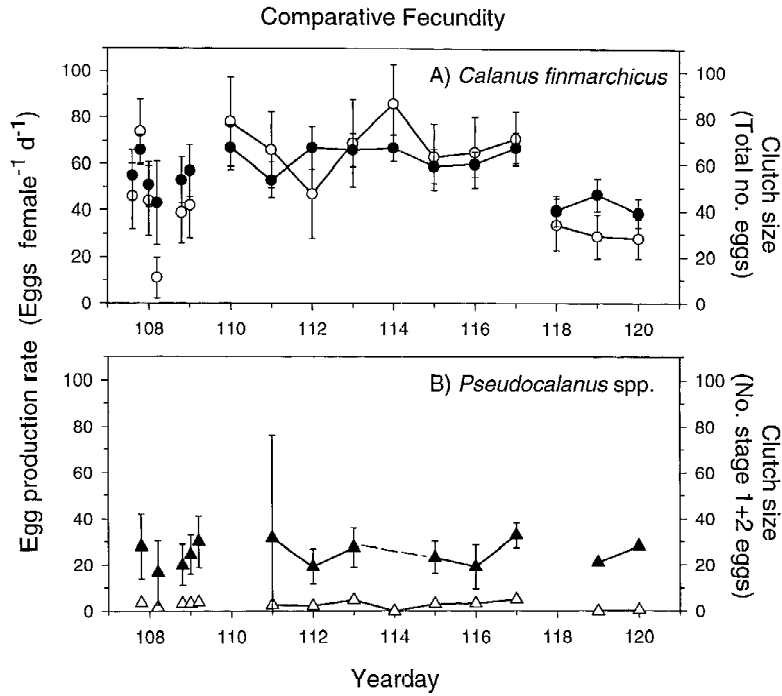 Comparative Fecundity
A) Calanus finmarchicus
100
80
60
40
20
0
100
80
60
40
20
0
108 110 112 114 116 118 120
Clutch size
(Total no. eggs)
Egg production rate (Eggs female⁻¹ d⁻¹)
B) Pseudocalanus spp.
100
80
60
40
20
0
100
80
60
40
20
0
108 110 112 114 116 118 120
Clutch size
(No. stage 1+2 eggs)
Yearday